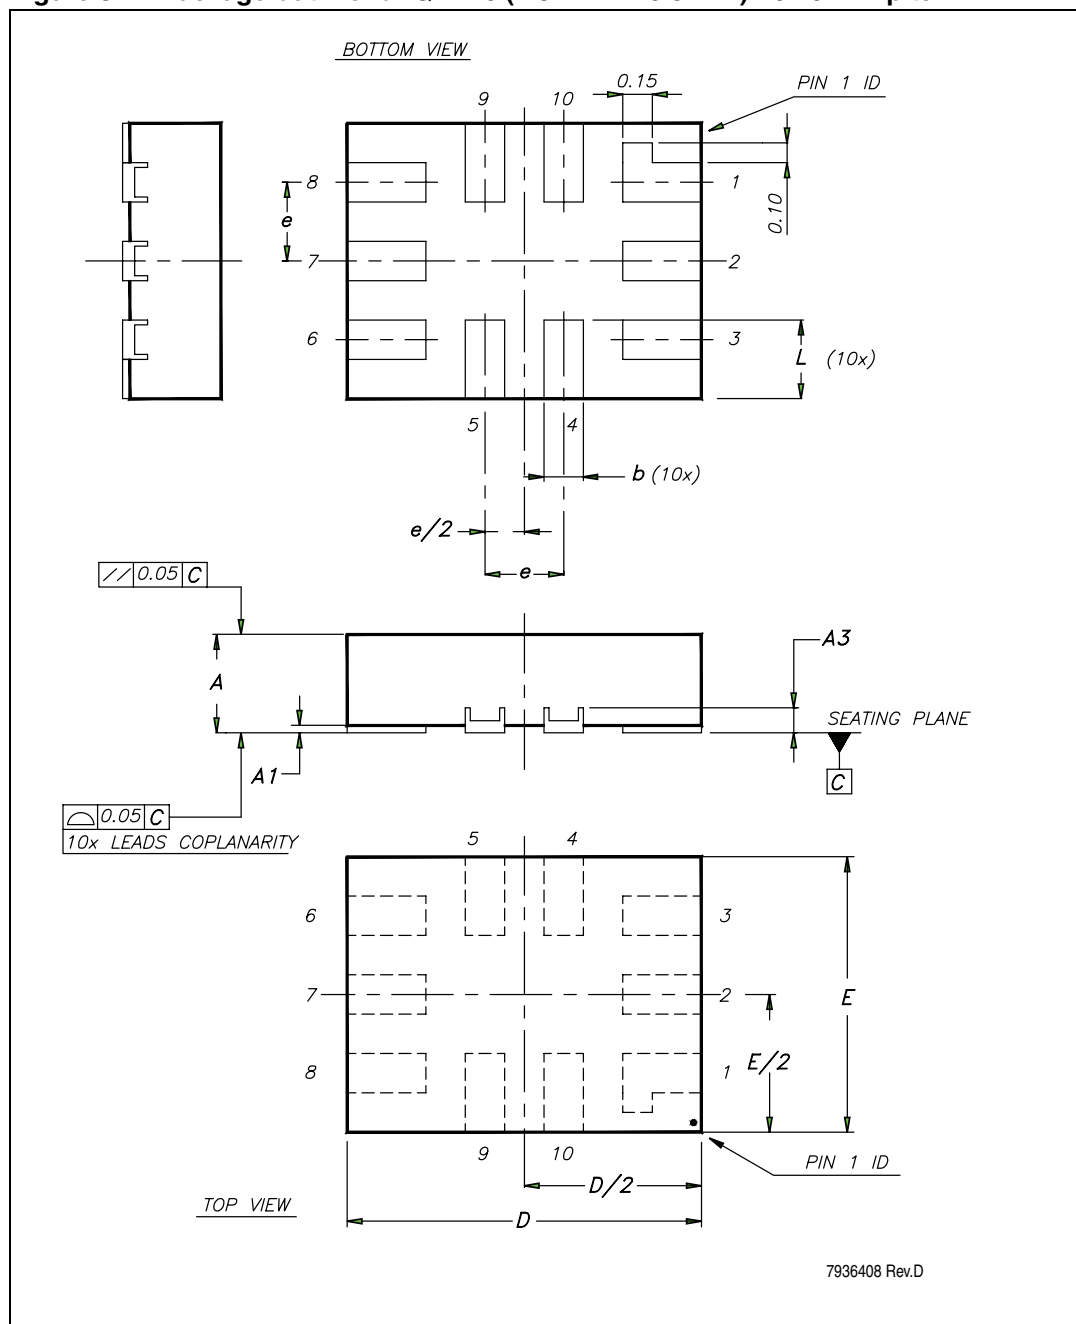 BOTTOM VIEW
0.15
PIN 1 ID
9
10
8
1
0.10
e
7
2
6
3
L (10x)
5
4
b (10x)
e/2
e
// 0.05 C
A3
A
SEATING PLANE
A1
C
0.05 C
10x LEADS COPLANARITY
5
4
6
3
7
2
E
8
1
E/2
9
10
PIN 1 ID
D/2
TOP VIEW
D
7936408 Rev.D